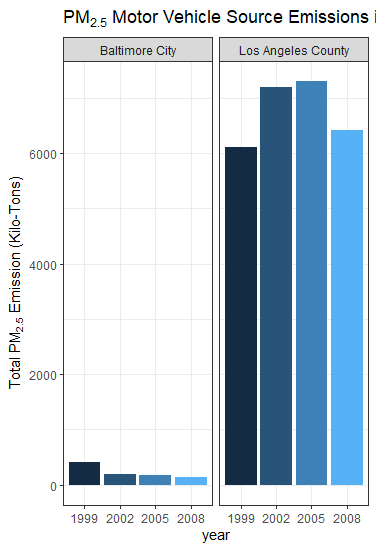 PM2.5 Motor Vehicle Source Emissions i
Baltimore City
Los Angeles County
Total PM2.5 Emission (Kilo-Tons)
6000
4000
2000
0
1999 2002 2005 2008
1999 2002 2005 2008
year